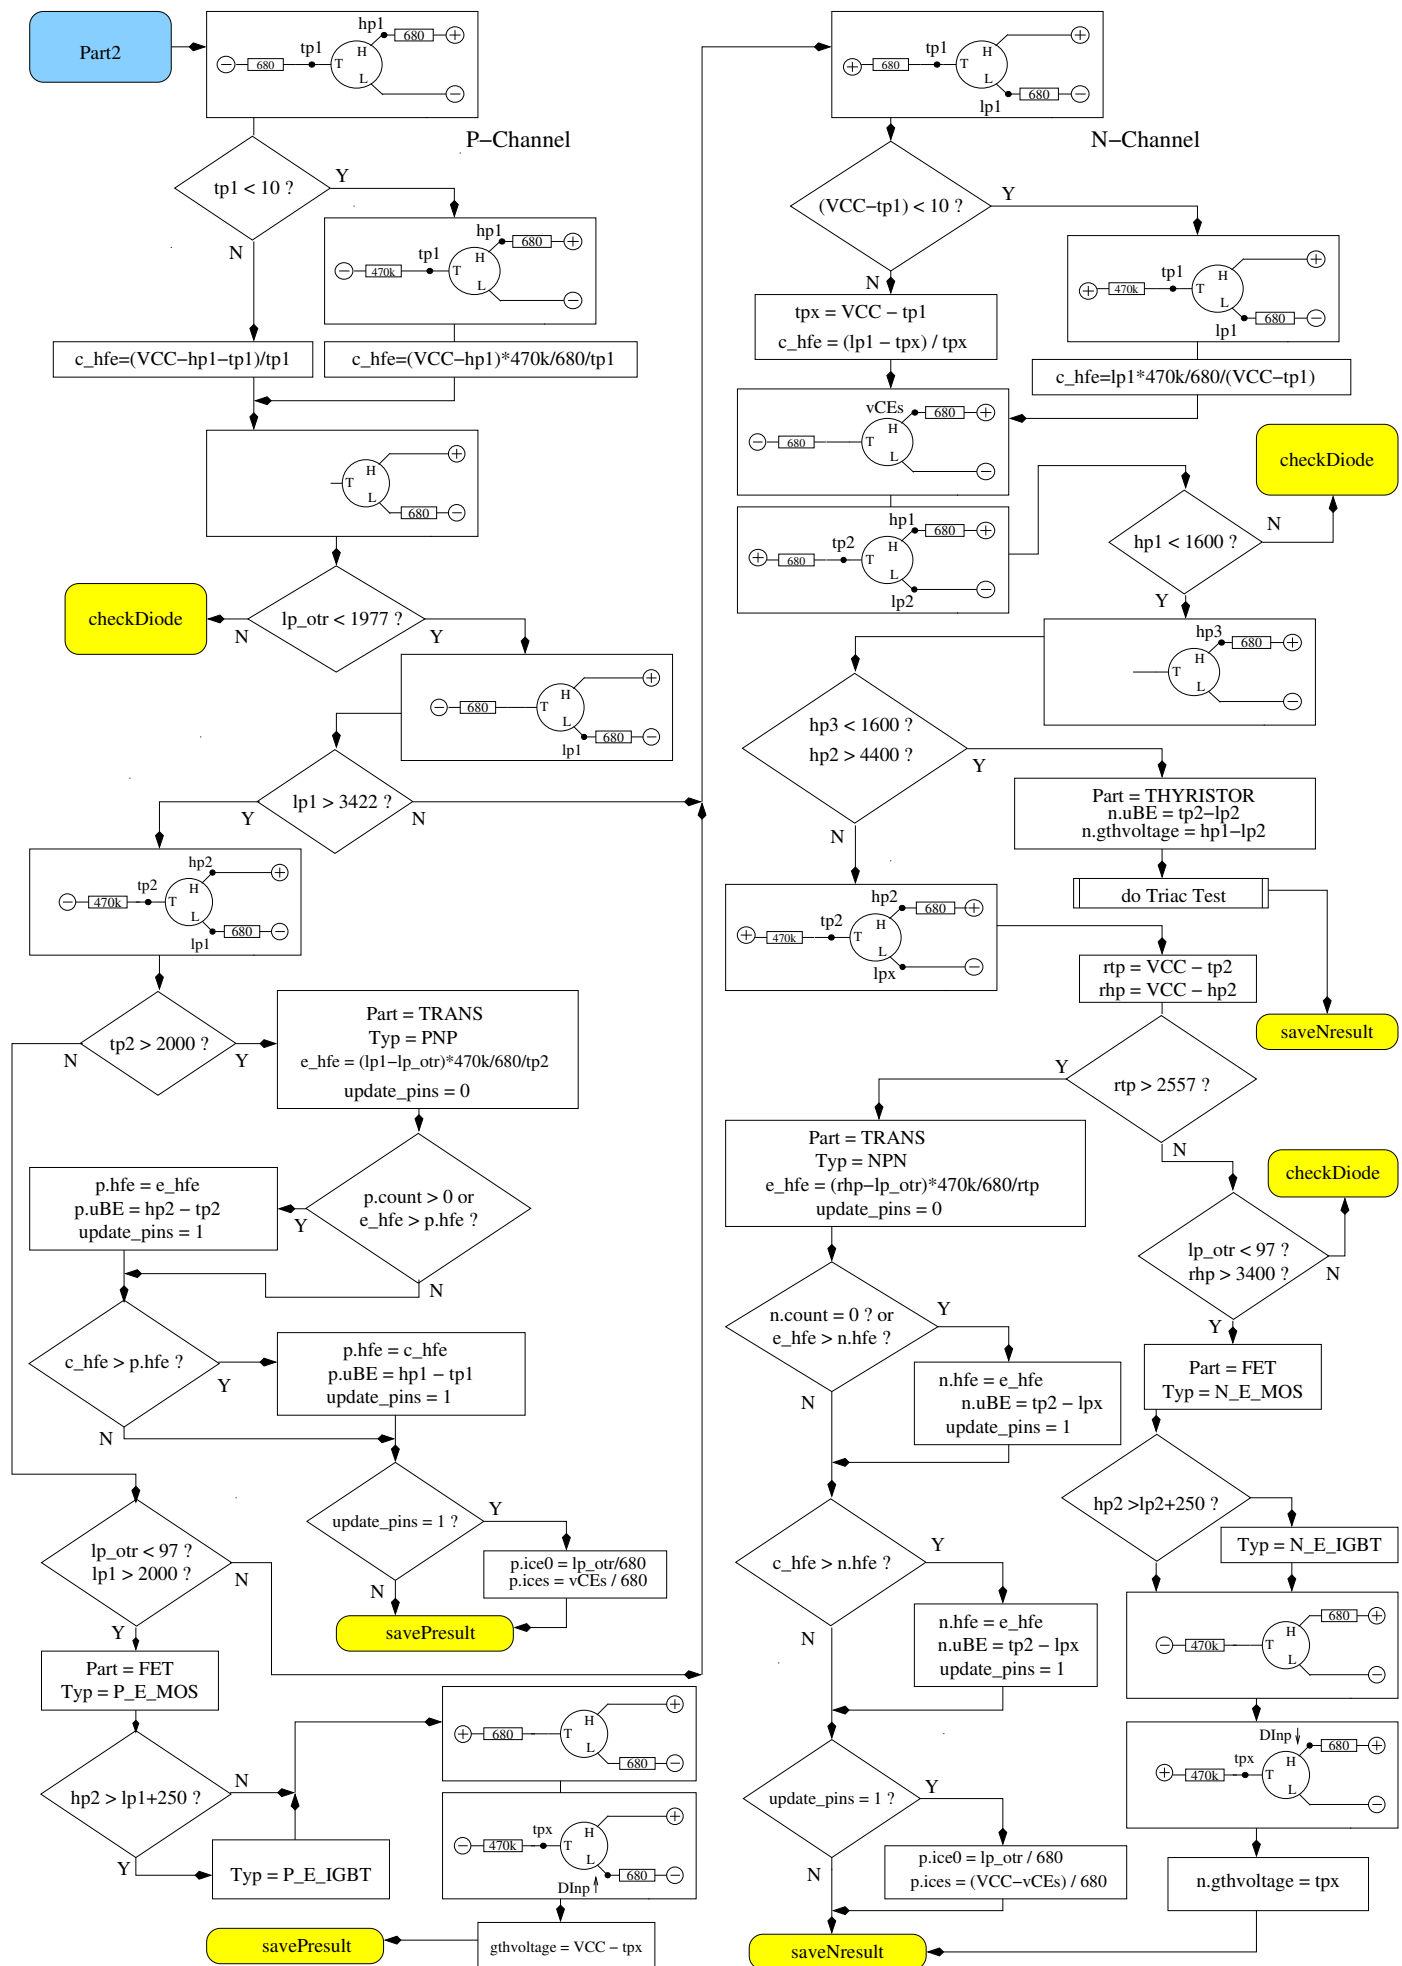 Part2
hp1
tp1
680
680
H
T
L
P−Channel
tp1 < 10 ?
Y
N
hp1
tp1
470k
680
H
T
L
c_hfe=(VCC−hp1−tp1)/tp1
c_hfe=(VCC−hp1)*470k/680/tp1
H
T
L
680
checkDiode
lp_otr < 1977 ?
N
Y
680
H
T
L
lp1
680
lp1 > 3422 ?
Y
N
hp2
tp2
470k
H
T
L
lp1
680
tp2 > 2000 ?
N
Y
Part = TRANS
Typ = PNP
e_hfe = (lp1−lp_otr)*470k/680/tp2
update_pins = 0
p.count > 0 or
e_hfe > p.hfe ?
Y
N
p.hfe = e_hfe
p.uBE = hp2 − tp2
update_pins = 1
c_hfe > p.hfe ?
Y
N
p.hfe = c_hfe
p.uBE = hp1 − tp1
update_pins = 1
update_pins = 1 ?
Y
N
p.ice0 = lp_otr/680
p.ices = vCEs / 680
savePresult
lp_otr < 97 ?
lp1 > 2000 ?
N
Y
Part = FET
Typ = P_E_MOS
hp2 > lp1+250 ?
N
Y
Typ = P_E_IGBT
680
H
T
L
680
tpx
470k
H
T
L
680
DInp
gthvoltage = VCC − tpx
savePresult
tp1
680
H
T
L
lp1
680
N−Channel
(VCC−tp1) < 10 ?
Y
N
tp1
470k
H
T
L
lp1
680
tpx = VCC − tp1
c_hfe = (lp1 − tpx) / tpx
c_hfe=lp1*470k/680/(VCC−tp1)
vCEs
680
680
H
T
L
hp1
tp2
680
680
H
T
L
lp2
hp1 < 1600 ?
N
Y
checkDiode
hp3
680
H
T
L
hp3 < 1600 ?
hp2 > 4400 ?
Y
N
Part = THYRISTOR
n.uBE = tp2−lp2
n.gthvoltage = hp1−lp2
do Triac Test
saveNresult
hp2
tp2
470k
680
H
T
L
lpx
rtp = VCC − tp2
rhp = VCC − hp2
rtp > 2557 ?
Y
N
Part = TRANS
Typ = NPN
e_hfe = (rhp−lp_otr)*470k/680/rtp
update_pins = 0
checkDiode
lp_otr < 97 ?
rhp > 3400 ?
N
Y
n.count = 0 ? or
e_hfe > n.hfe ?
Y
N
n.hfe = e_hfe
n.uBE = tp2 − lpx
update_pins = 1
Part = FET
Typ = N_E_MOS
hp2 >lp2+250 ?
Typ = N_E_IGBT
c_hfe > n.hfe ?
Y
N
n.hfe = e_hfe
n.uBE = tp2 − lpx
update_pins = 1
470k
680
H
T
L
DInp
tpx
470k
680
H
T
L
update_pins = 1 ?
Y
N
p.ice0 = lp_otr / 680
p.ices = (VCC−vCEs) / 680
n.gthvoltage = tpx
saveNresult